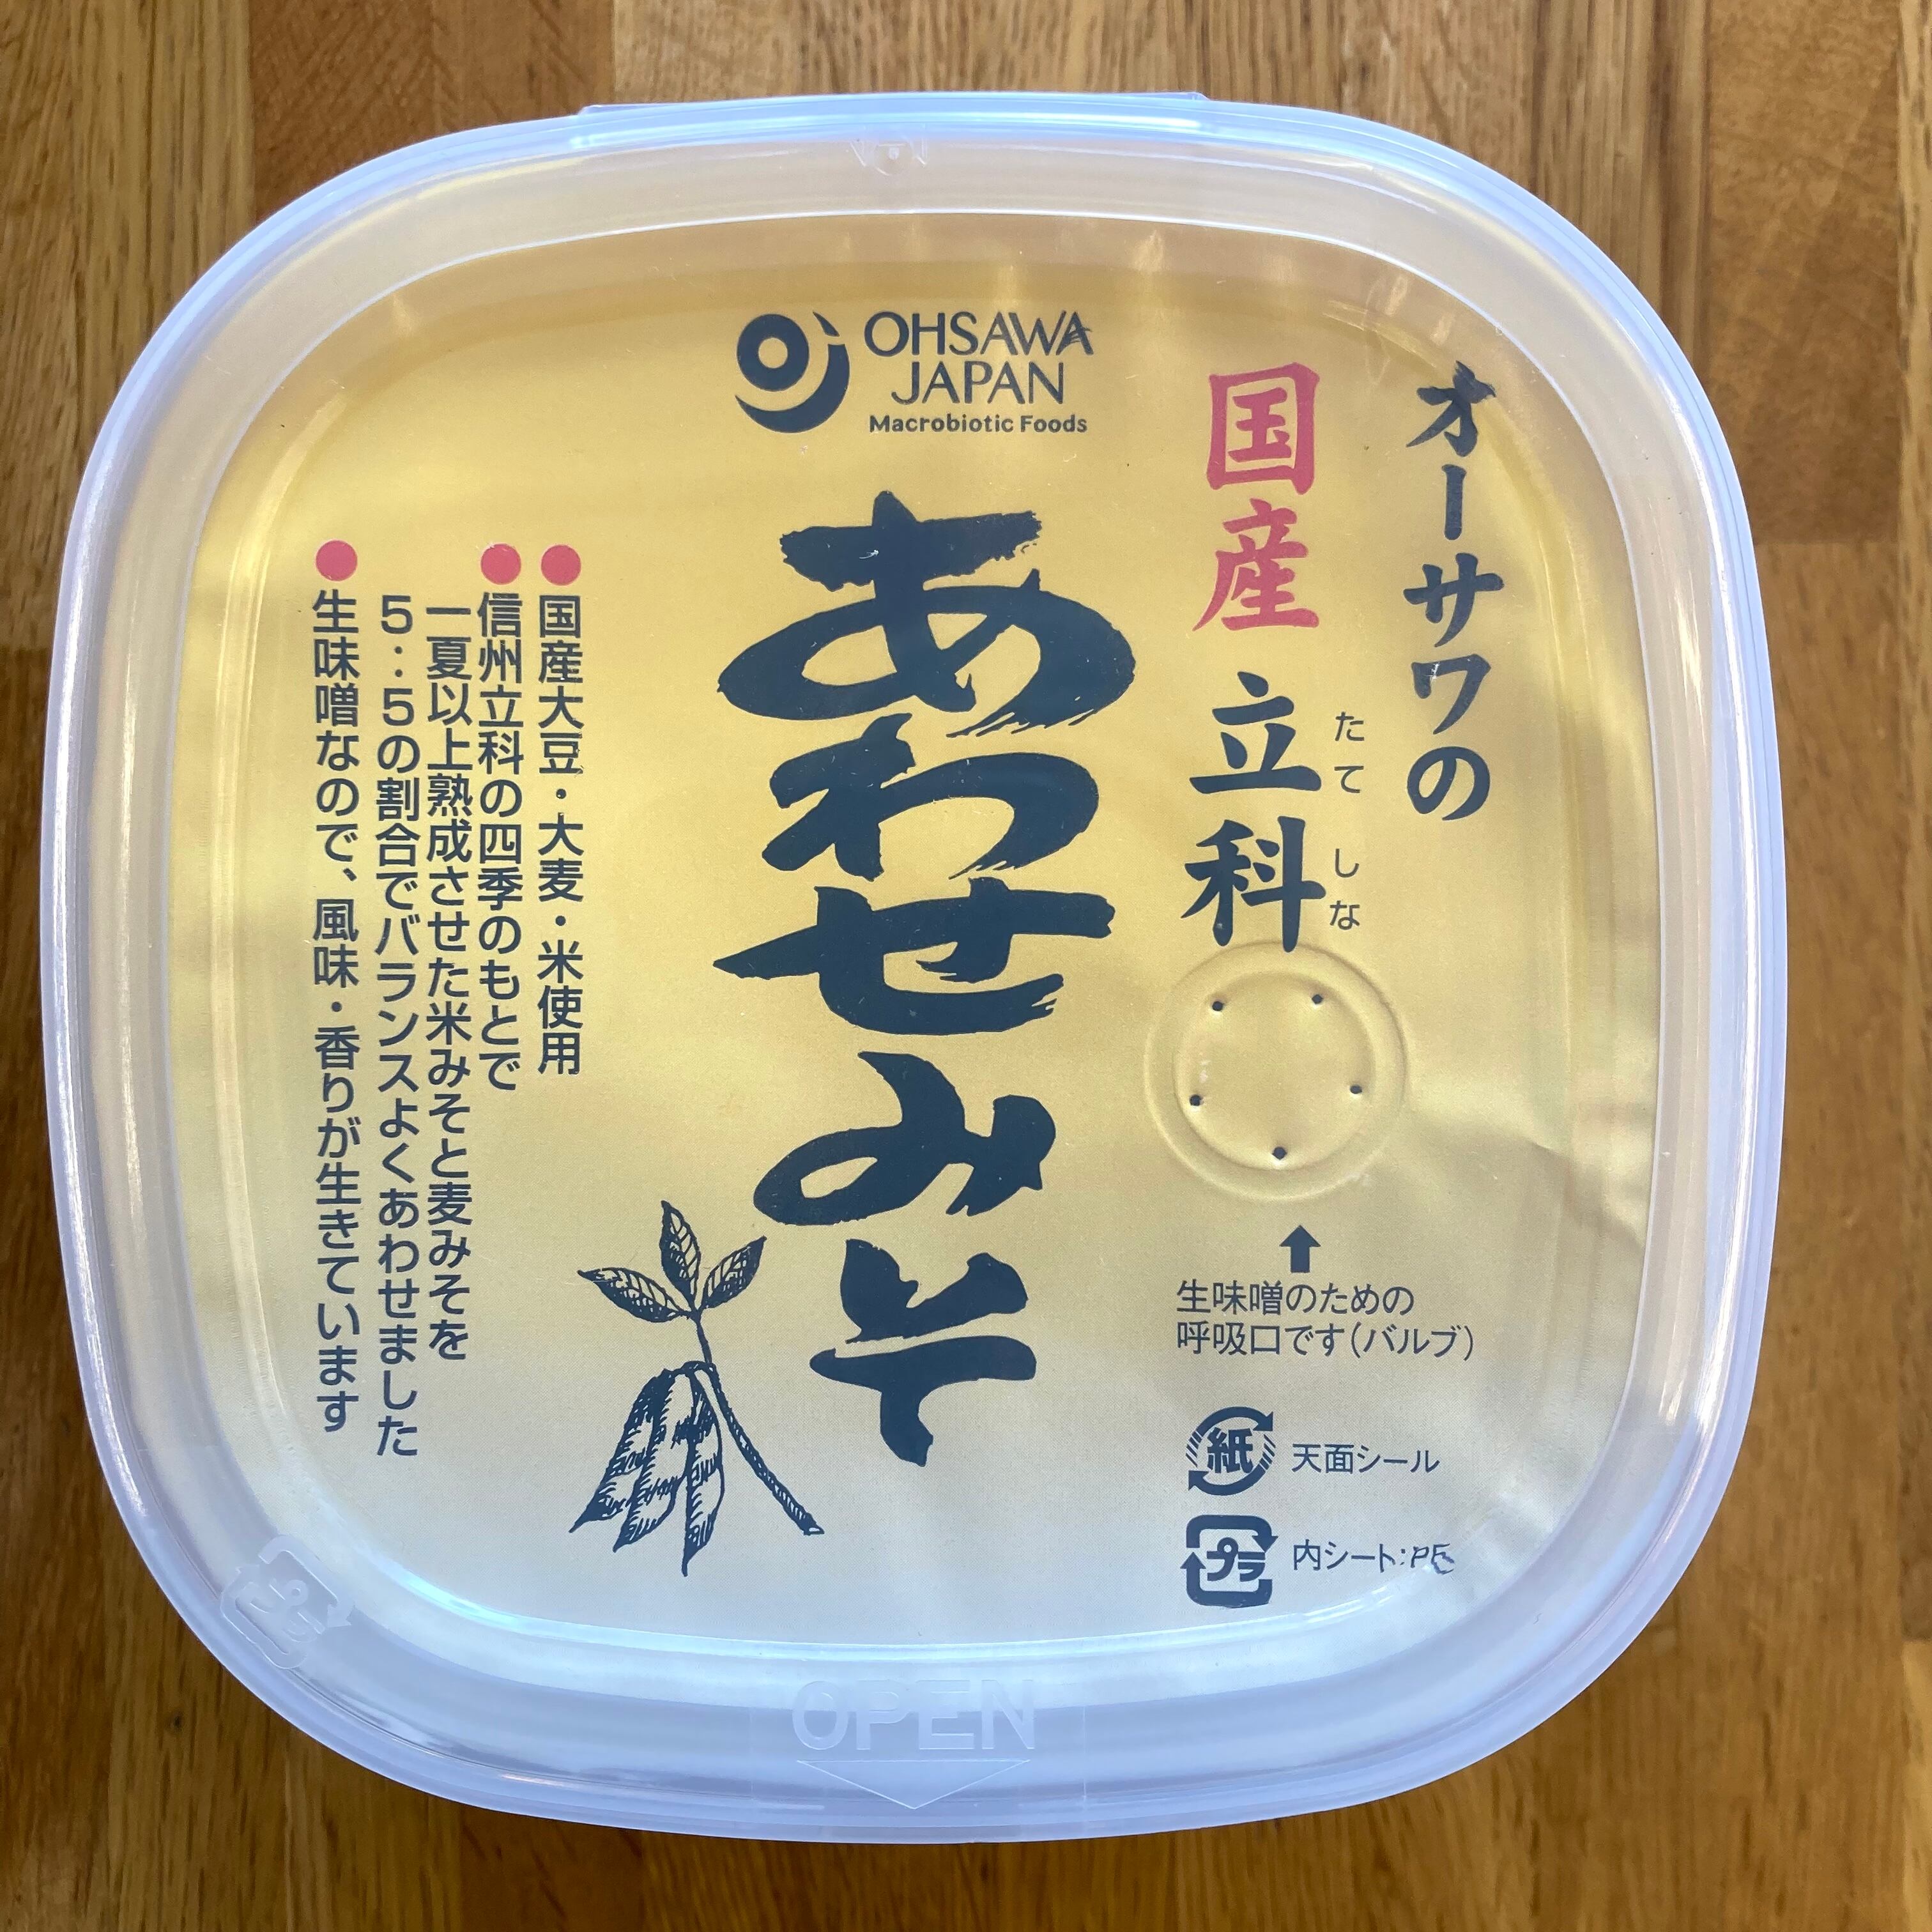 OHSAWA
JAPAN
Macrobiotic Foods
オーサワの
国産 立科
たてしな
あわせみそ
●国産大豆・大麦・米使用
●信州立科の四季のもとで
一夏以上熟成させた米みそと麦みそを
5：5の割合でバランスよくあわせました
●生味噌なので、風味・香りが生きています
生味噌のための
呼吸口です(バルブ)
紙 天面シール
プラ 内シート:PE
プラ
OPEN